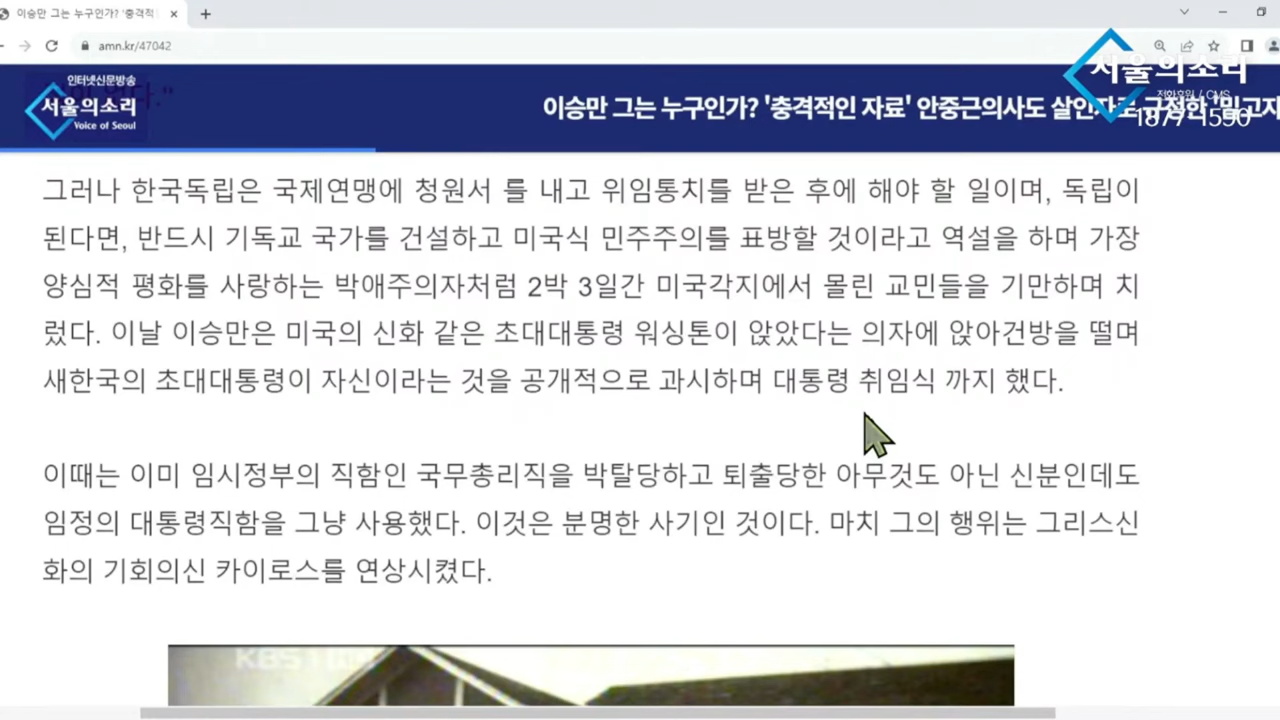 이승만 그는 누구인가? '충격적
amn.kr/47042
인터넷신문방송
서울의소리
Voice of Seoul
이승만 그는 누구인가? '충격적인 자료' 안중근의사도 살인자로 규정한 '밀고자
서울의소리
전화후원 / CMS
1877-1590
그러나 한국독립은 국제연맹에 청원서 를 내고 위임통치를 받은 후에 해야 할 일이며, 독립이
된다면, 반드시 기독교 국가를 건설하고 미국식 민주주의를 표방할 것이라고 역설을 하며 가장
양심적 평화를 사랑하는 박애주의자처럼 2박 3일간 미국각지에서 몰린 교민들을 기만하며 치
렀다. 이날 이승만은 미국의 신화 같은 초대대통령 워싱톤이 앉았다는 의자에 앉아건방을 떨며
새한국의 초대대통령이 자신이라는 것을 공개적으로 과시하며 대통령 취임식 까지 했다.
이때는 이미 임시정부의 직함인 국무총리직을 박탈당하고 퇴출당한 아무것도 아닌 신분인데도
임정의 대통령직함을 그냥 사용했다. 이것은 분명한 사기인 것이다. 마치 그의 행위는 그리스신
화의 기회의신 카이로스를 연상시켰다.